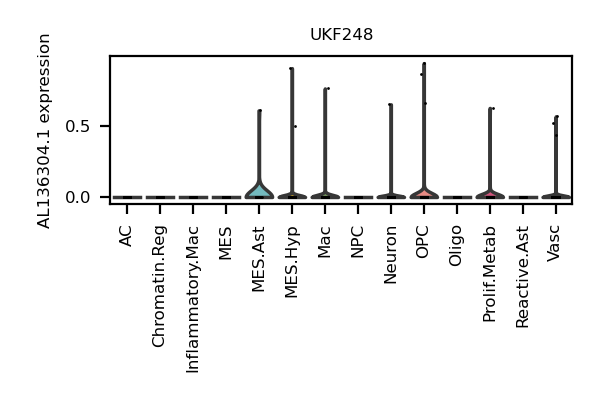 UKF248
AL136304.1 expression
0.5
0.0
AC
Chromatin.Reg
Inflammatory.Mac
MES
MES.Ast
MES.Hyp
Mac
NPC
Neuron
OPC
Oligo
Prolif.Metab
Reactive.Ast
Vasc